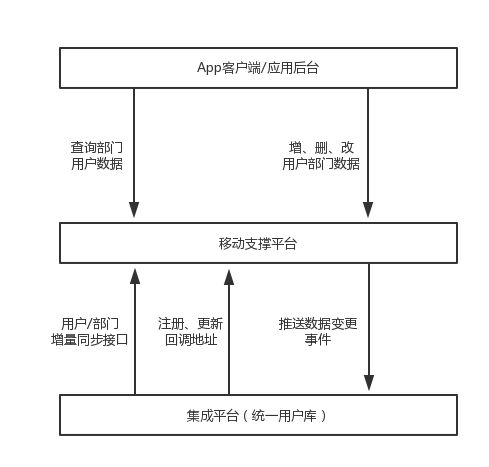 App客户端/应用后台
查询部门
用户数据
增、删、改
用户部门数据
移动支撑平台
用户/部门
增量同步接口
注册、更新
回调地址
推送数据变更
事件
集成平台（统一用户库）